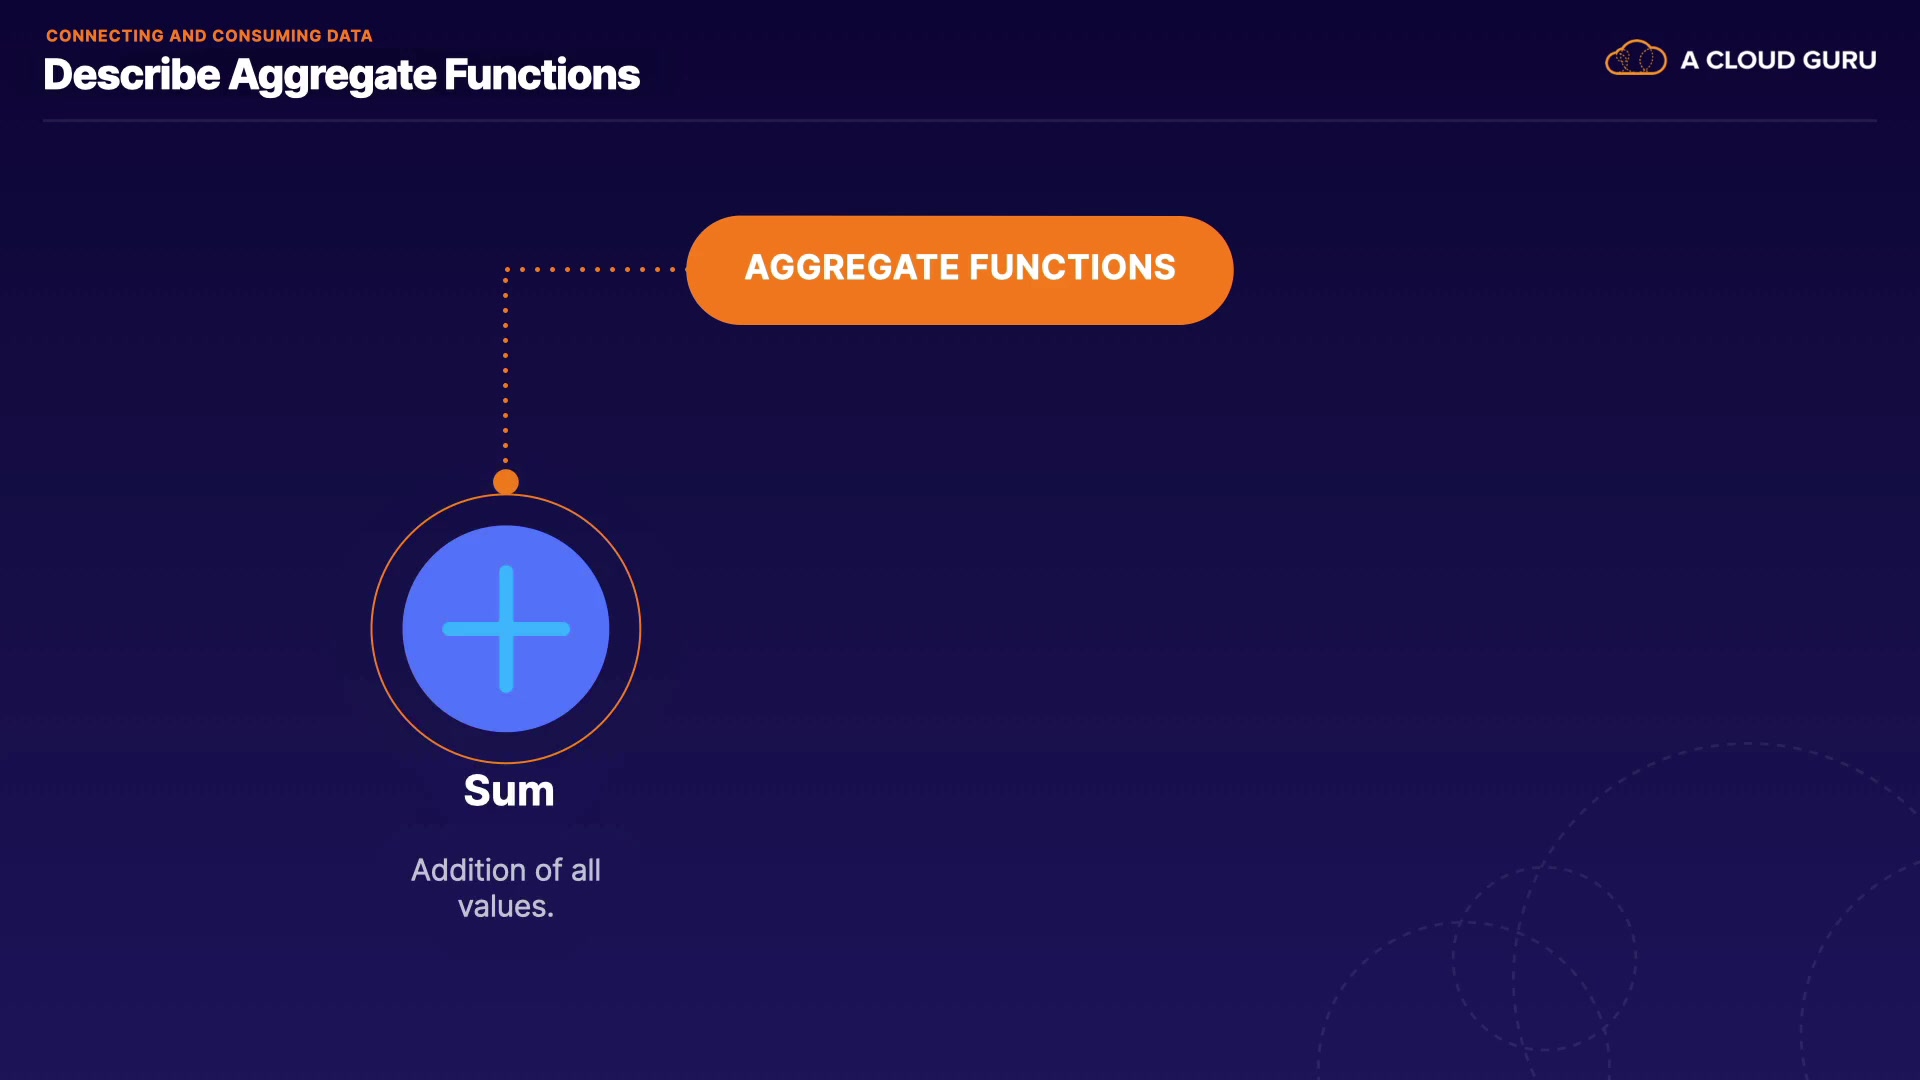 CONNECTING AND CONSUMING DATA
Describe Aggregate Functions
A CLOUD GURU
AGGREGATE FUNCTIONS
Sum
Addition of all
values.